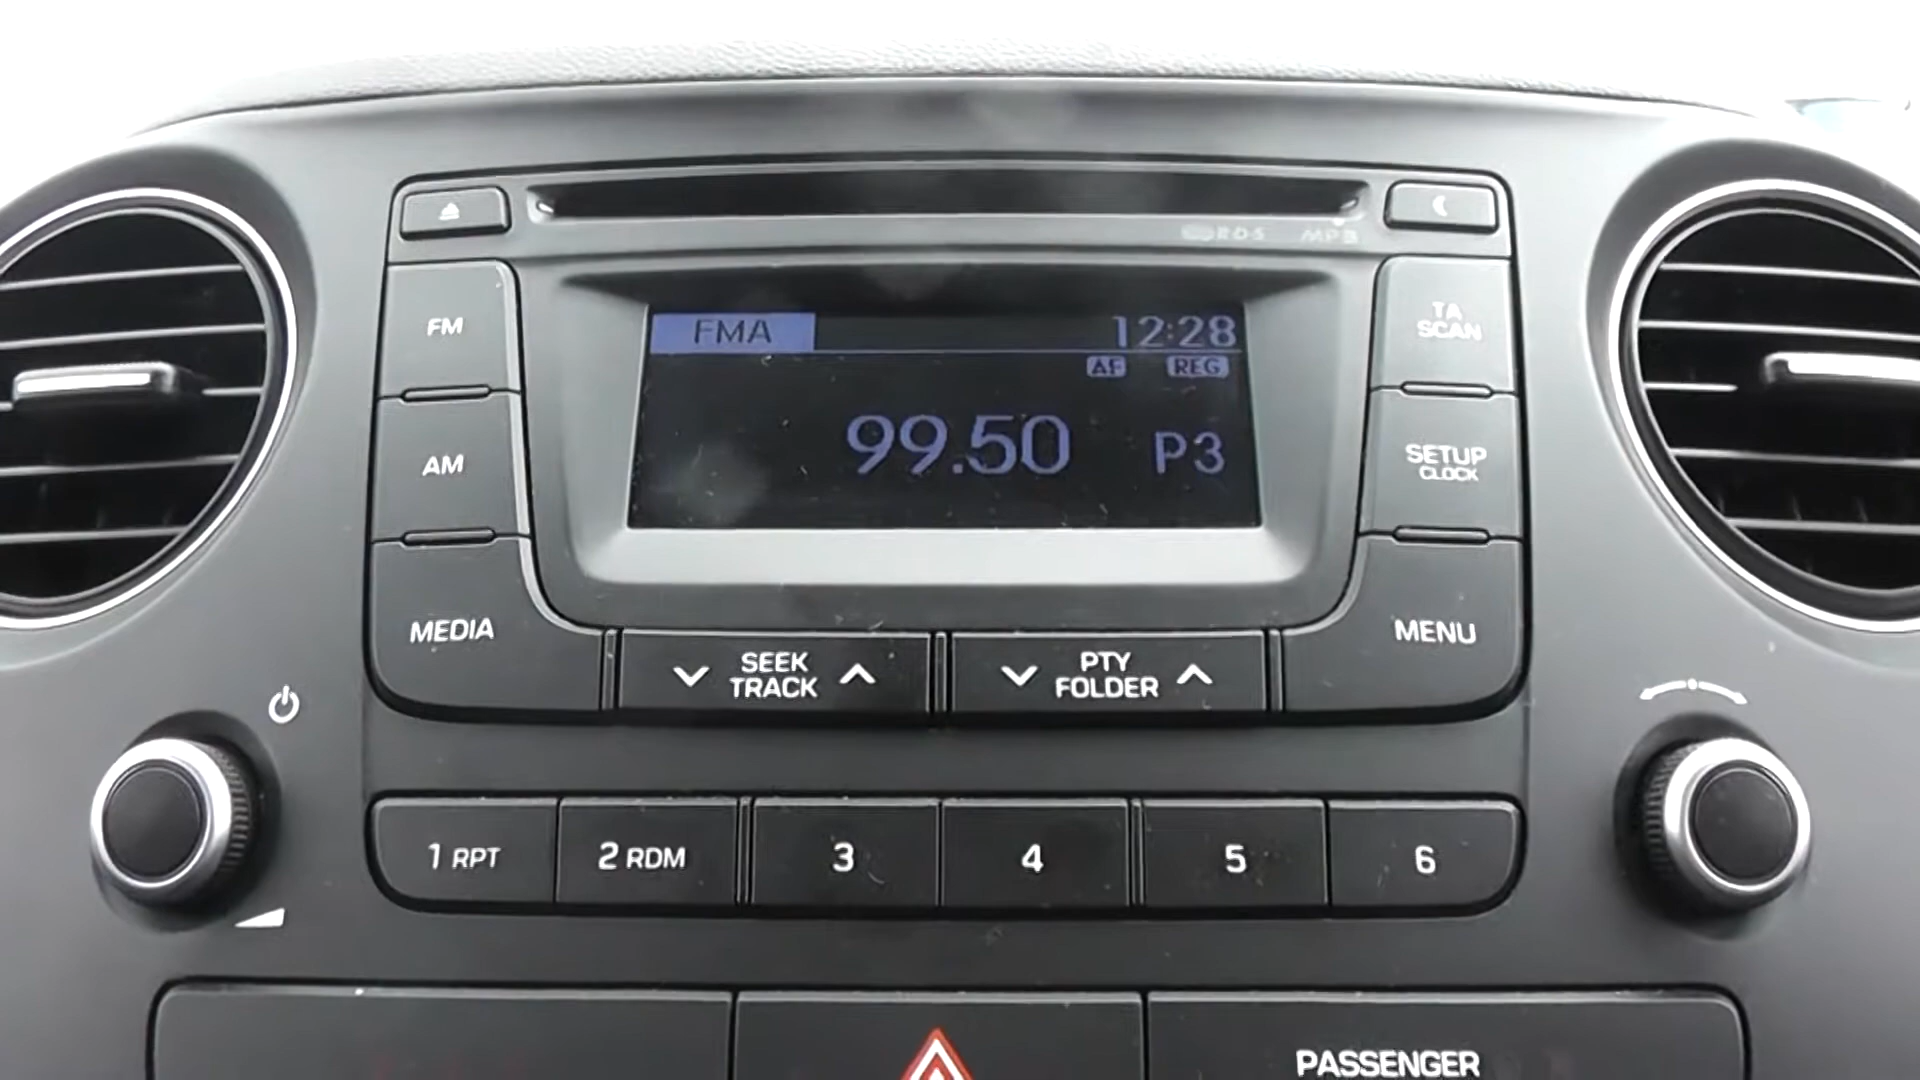 RDS MP3
FMA 12:28
AF REG
99.50 P3
FM
AM
MEDIA
TA
SCAN
SETUP
CLOCK
MENU
SEEK
TRACK
PTY
FOLDER
1 RPT
2 RDM
3
4
5
6
PASSENGER